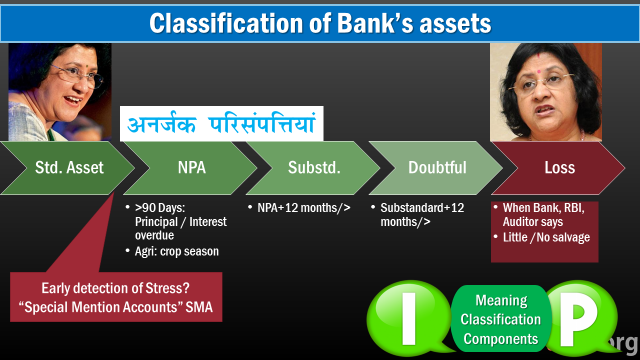 Classification of Bank's assets
अनर्जक परिसंपत्तियां
Std. Asset
NPA
Substd.
Doubtful
Loss
• >90 Days:
Principal / Interest
overdue
• Agri: crop season
• NPA+12 months/>
• Substandard+12
months/>
• When Bank, RBI,
Auditor says
• Little /No salvage
Early detection of Stress?
"Special Mention Accounts" SMA
I
Meaning
Classification
Components
P
org